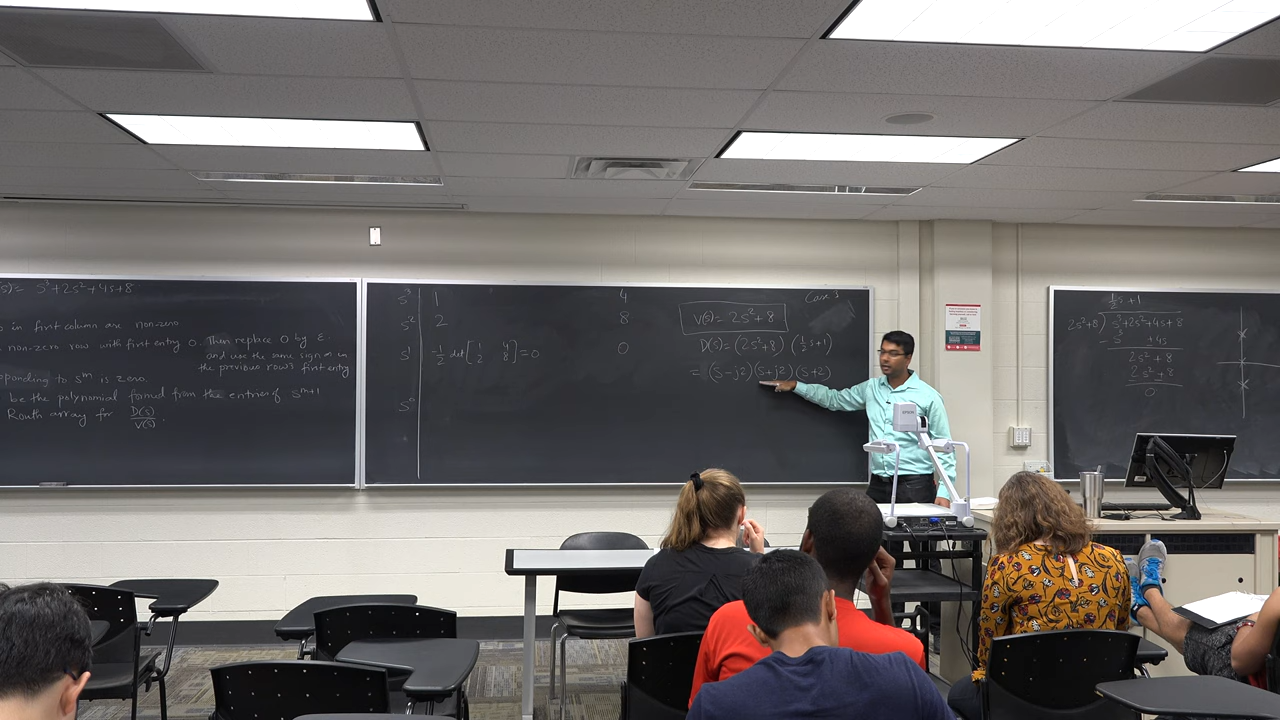 (s) = s³+2s²+4s+8
s in first column are non-zero
non-zero row with first entry 0. Then replace 0 by ε
and use the same sign as in
the previous row's first entry
sponding to s^m is zero.
be the polynomial formed from the entries of s^m+1
Routh array for D(s)/V(s).
s³ 1 4
s² 2 8
s¹ -1/2 det[1 4 2 8]=0 0
s⁰
Case 3
V(s) = 2s²+8
D(s) = (2s²+8) (1/2 s+1)
= (s-j2)(s+j2)(s+2)
1/2 s+1
2s²+8) s³+2s²+4s+8
- s³ +4s
2s²+8
2s²+8
0
EPSON